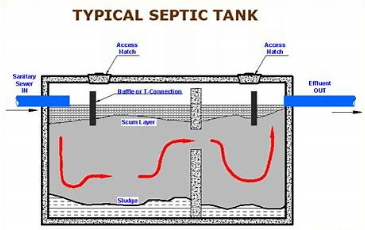 TYPICAL SEPTIC TANK
Access
Hatch
Access
Hatch
Sanitary
Sewer
IN
Baffle or T-Connection
Effluent
OUT
Scum Layer
Sludge